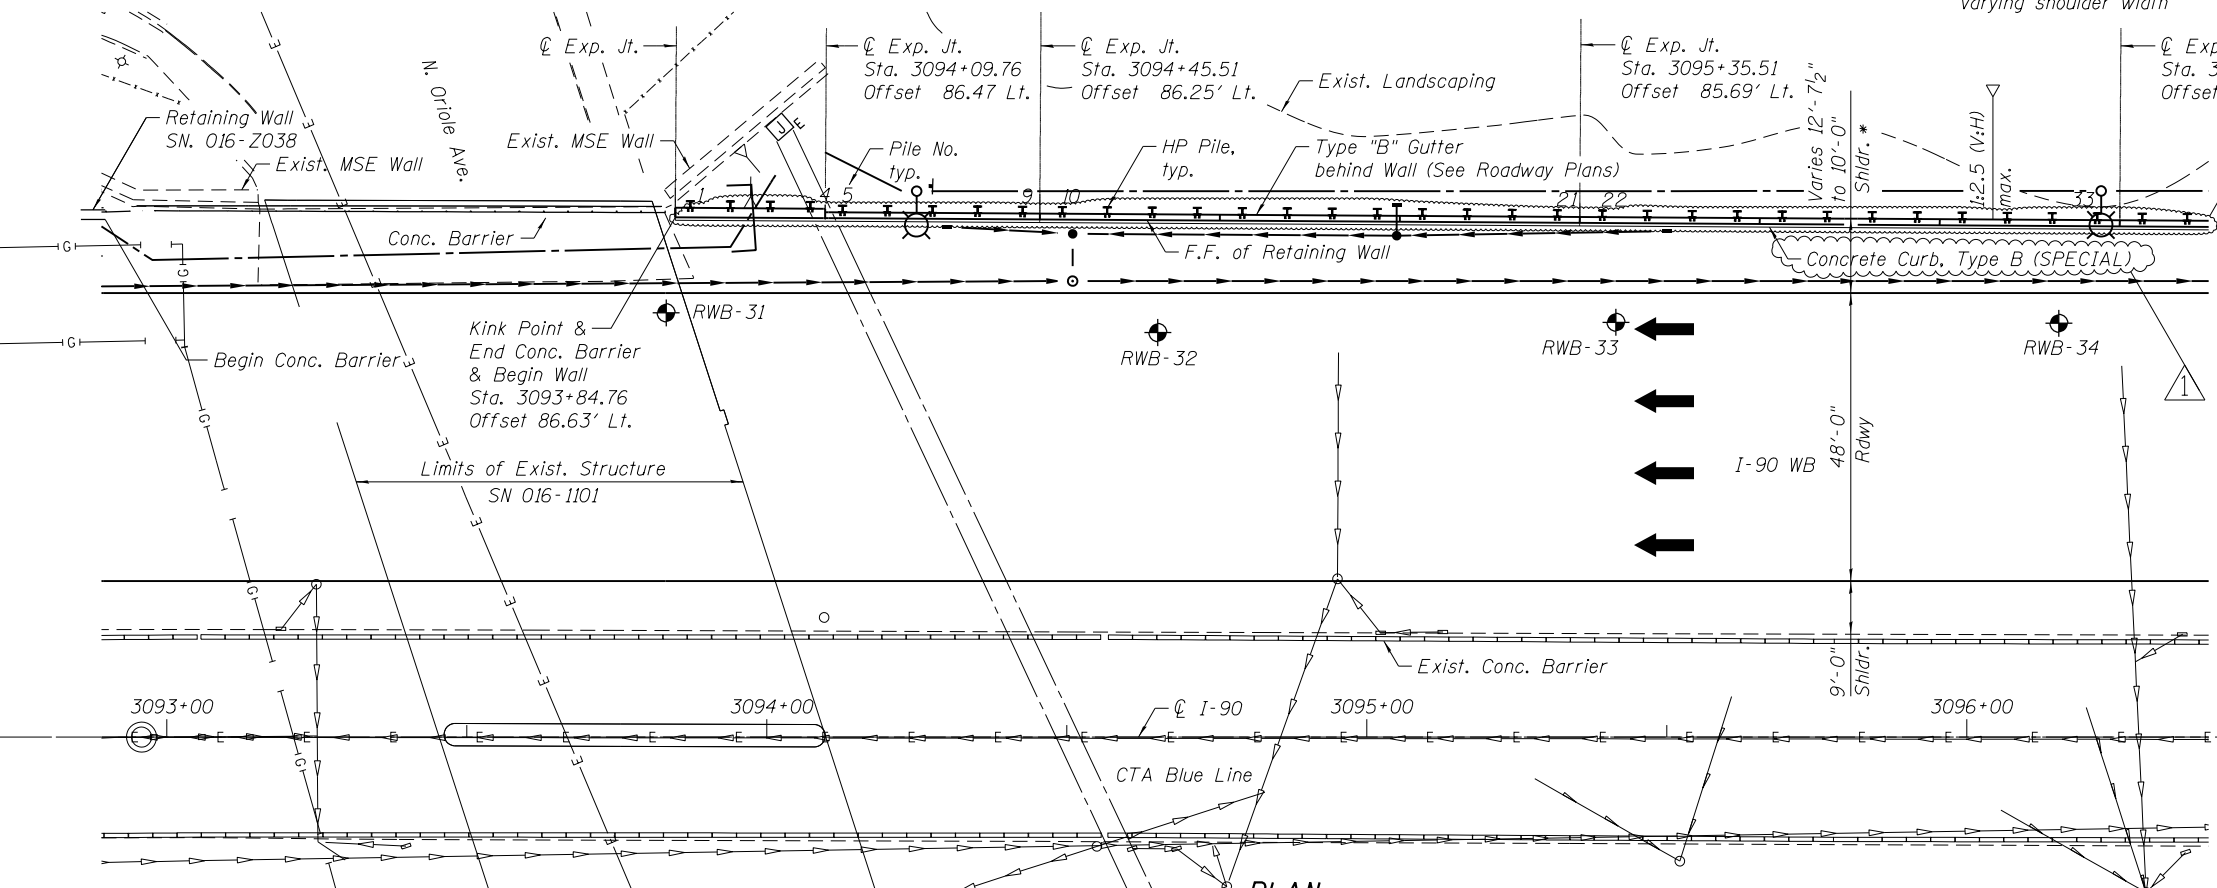 Varying shoulder width
℄ Exp. Jt.
℄ Exp. Jt.
Sta. 3094+09.76
Offset 86.47 Lt.
℄ Exp. Jt.
Sta. 3094+45.51
Offset 86.25' Lt.
Exist. Landscaping
℄ Exp. Jt.
Sta. 3095+35.51
Offset 85.69' Lt.
℄ Exp
Sta. 3
Offset
Varies 12'-7½"
to 10'-0"
Shldr. *
1:2.5 (V:H)
max.
N. Oriole Ave.
Retaining Wall
SN. 016-Z038
Exist. MSE Wall
Exist. MSE Wall
J
E
Pile No.
typ.
HP Pile,
typ.
Type "B" Gutter
behind Wall (See Roadway Plans)
1
4
5
9
10
21
22
33
Conc. Barrier
F.F. of Retaining Wall
Concrete Curb, Type B (SPECIAL)
1
RWB-31
RWB-32
RWB-33
RWB-34
Begin Conc. Barrier
Kink Point &
End Conc. Barrier
& Begin Wall
Sta. 3093+84.76
Offset 86.63' Lt.
Limits of Exist. Structure
SN 016-1101
I-90 WB
48'-0"
Rdwy
9'-0"
Shldr.
Exist. Conc. Barrier
3093+00
3094+00
℄ I-90
3095+00
3096+00
CTA Blue Line
PLAN